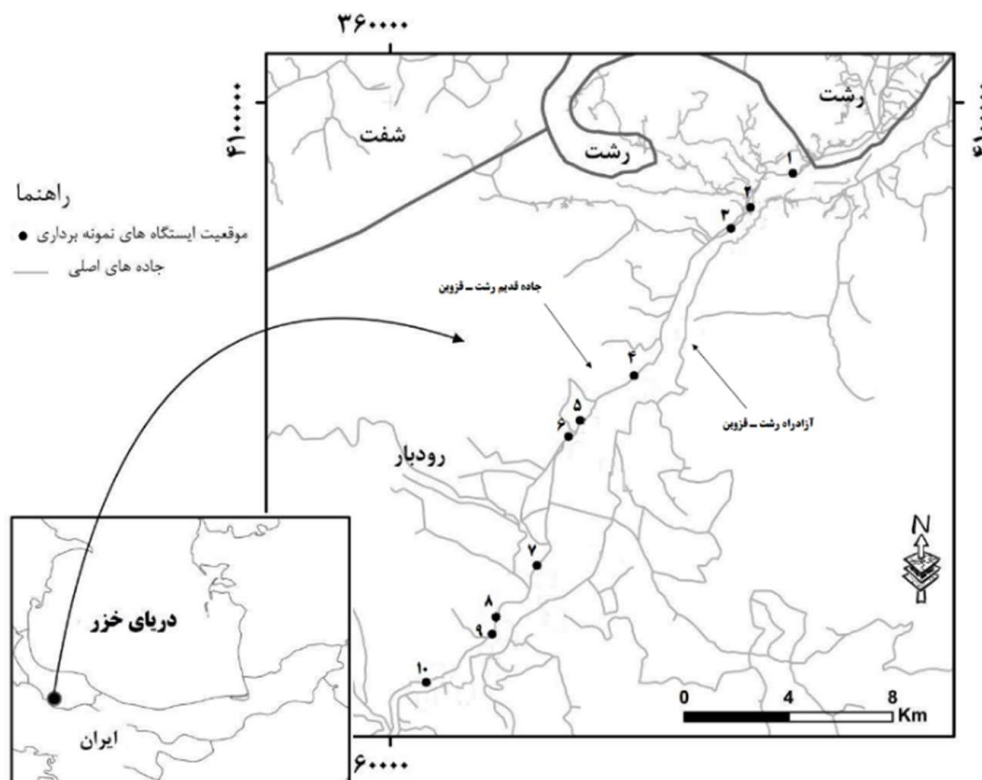 ۳۶۰۰۰۰
۴۱۰۰۰۰۰
۴۱۰۰۰۰۰
رشت
شفت
رشت
۱
۲
۳
راهنما
موقعیت ایستگاه های نمونه برداری
جاده های اصلی
جاده قدیم رشت - قزوین
۴
آزادراه رشت - قزوین
۵
۶
رودبار
۷
N
۸
۹
۱۰
دریای خزر
ایران
0 4 8
Km
۶۰۰۰۰